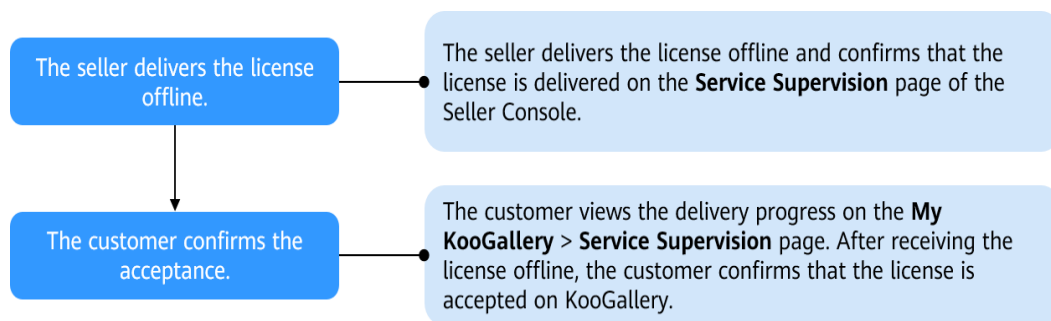 The seller delivers the license
offline.
The seller delivers the license offline and confirms that the
license is delivered on the Service Supervision page of the
Seller Console.
The customer confirms the
acceptance.
The customer views the delivery progress on the My
KooGallery > Service Supervision page. After receiving the
license offline, the customer confirms that the license is
accepted on KooGallery.